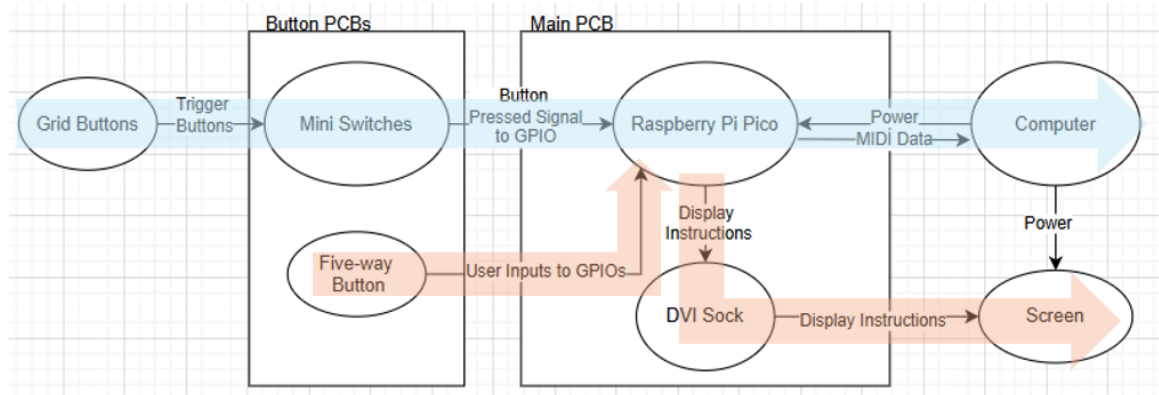 Button PCBs
Main PCB
Grid Buttons
Trigger
Buttons
Mini Switches
Button
Pressed Signal
to GPIO
Raspberry Pi Pico
Power
MIDI Data
Computer
Five-way
Button
User Inputs to GPIOs
Display
Instructions
DVI Sock
Display Instructions
Power
Screen